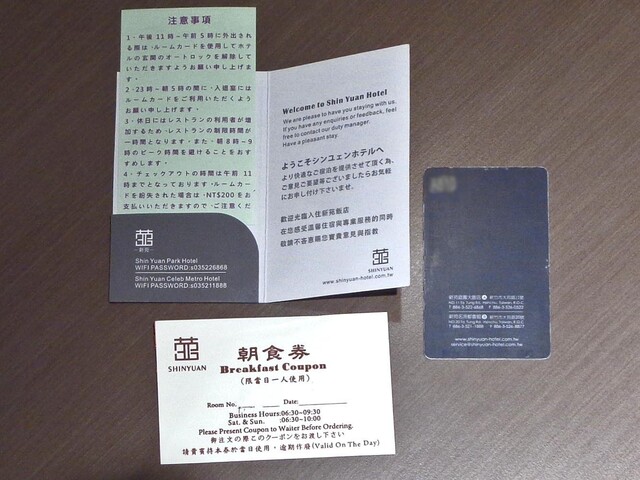 注意事項
1、午後11時~午前5時に外出され
る際は、ルームカードを使用してホテ
ルの玄関のオートロックを解除して
いただきますようお願い申し上げます
。
2、23時~朝5時の間に、入退室には
ルームカードをご利用いただくよう
お願い申し上げます。
3、休日にはレストランの利用者が増
加するため、レストランの制限時間が
一時間となります。また、朝8時~9
時のピーク時間を避けることをおす
すめします。
4、チェックアウトの時間は午前 11
時までとなっております。ルームカー
ドを紛失された場合は、NT$200をお
支払いいただきますので、ご注意くだ
新苑
Shin Yuan Park Hotel
WIFI PASSWORD:s035226868
Shin Yuan Celeb Metro Hotel
WIFI PASSWORD:s035211888
Welcome to Shin Yuan Hotel
We are please to have you staying with us.
If you have any enquiries or feedback, feel
free to contact our duty manager.
Have a pleasant stay.
ようこそシンユェンホテルへ
より快適なご宿泊を提供させて頂く為、
ご意見ご要望等ございましたらお気軽
にお申し付け下さいませ。
歡迎光臨入住新苑飯店
在您感受溫馨住宿與專業服務的同時
敬請不吝惠賜您寶貴意見與指教
SHINYUAN
www.shinyuan-hotel.com.tw
www.shinyuan-hotel.com.tw
service@shinyuan-hotel.com.tw
SHINYUAN
朝食券
Breakfast Coupon
(限當日一人使用)
Room No. Date:
Business Hours:06:30-09:30
Sat. & Sun. :06:30-10:00
Please Present Coupon to Waiter Before Ordering.
御注文の際このクーポンをお渡し下さい
請貴賓持本券於當日使用，逾期作廢(Valid On The Day)